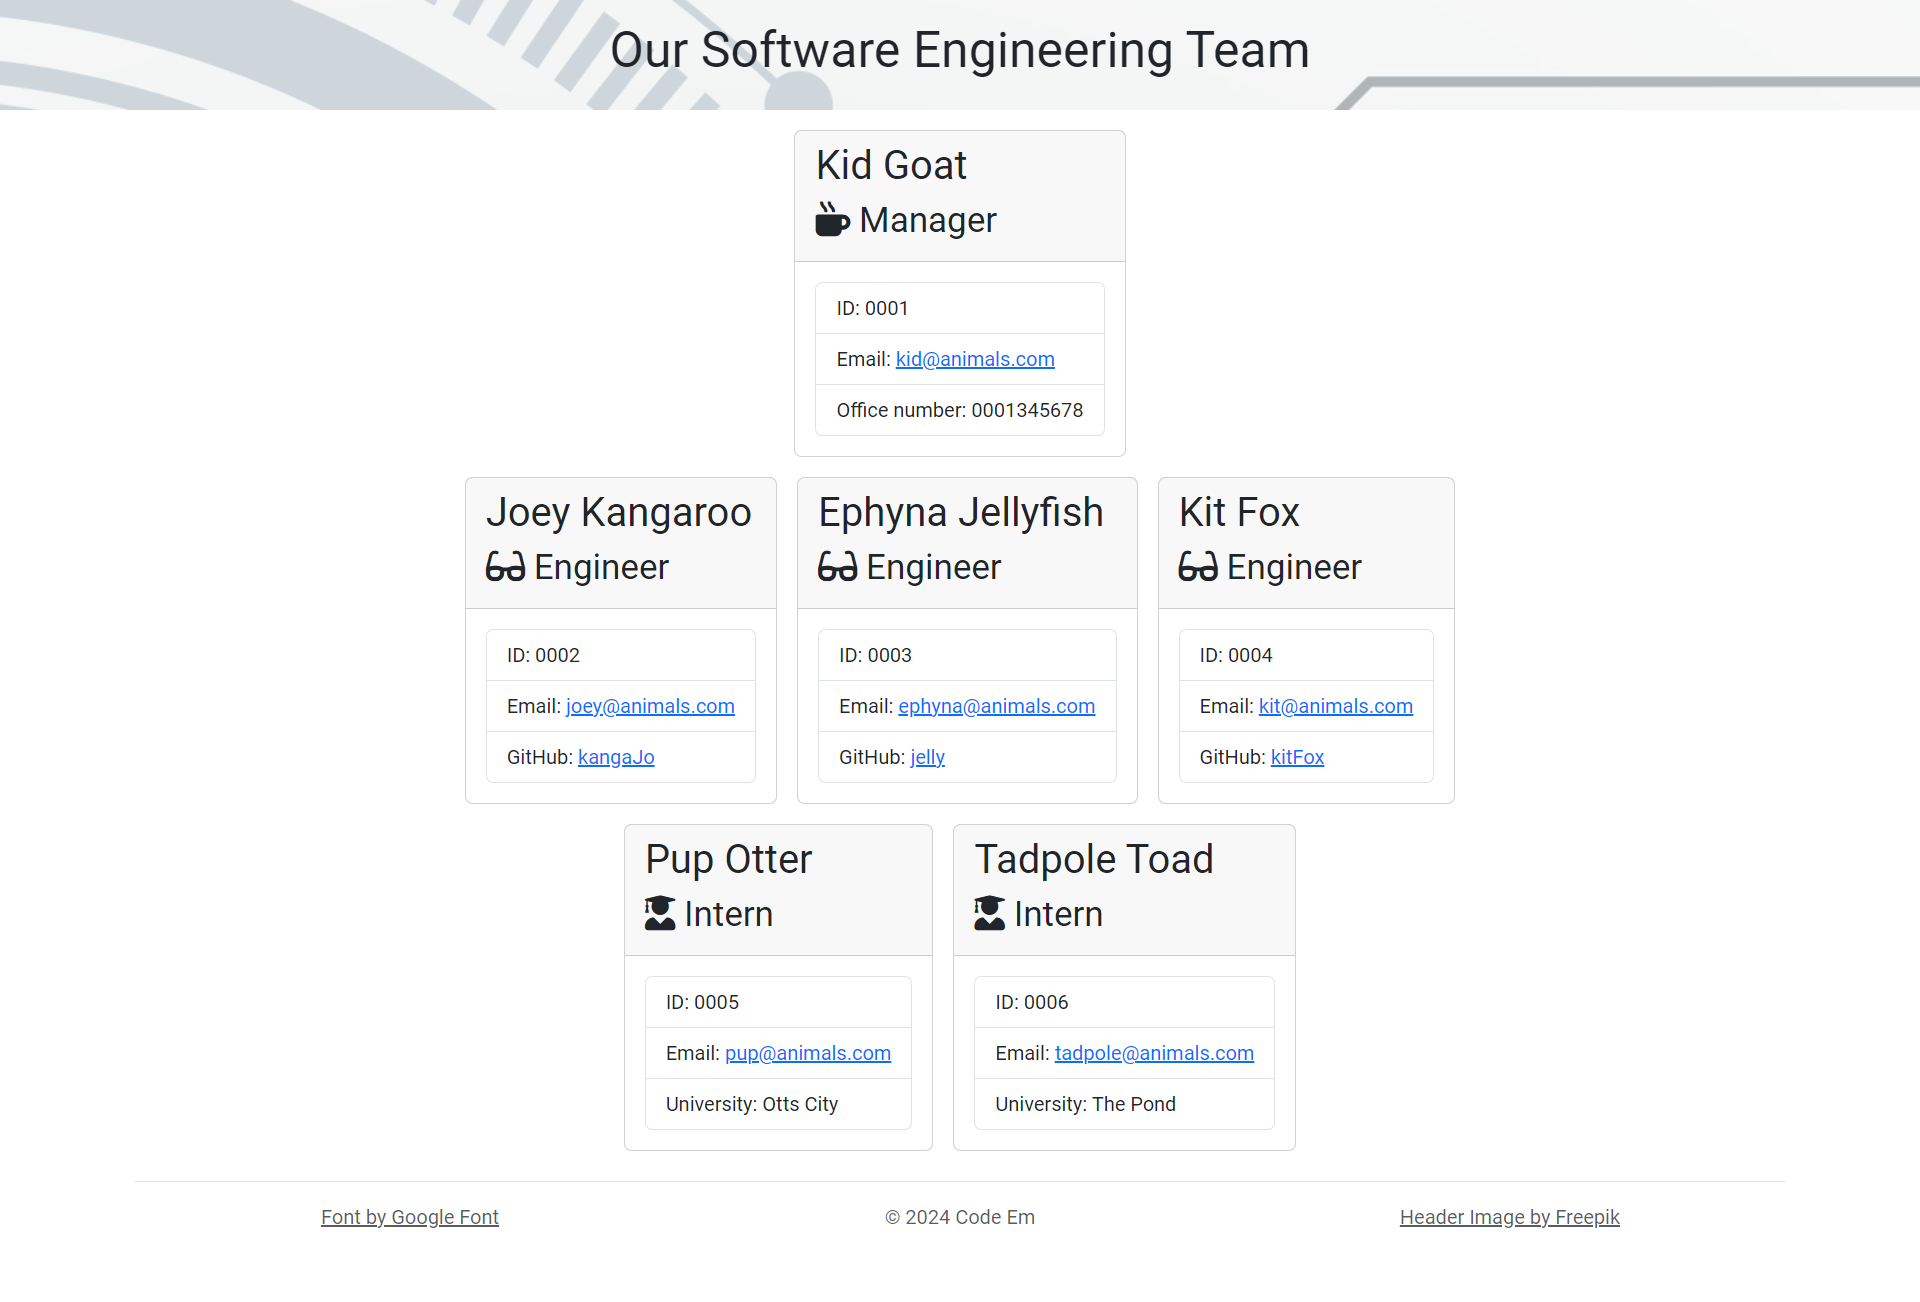 Our Software Engineering Team
Kid Goat
Manager
ID: 0001
Email: kid@animals.com
Office number: 0001345678
Joey Kangaroo
Engineer
ID: 0002
Email: joey@animals.com
GitHub: kangaJo
Ephyna Jellyfish
Engineer
ID: 0003
Email: ephyna@animals.com
GitHub: jelly
Kit Fox
Engineer
ID: 0004
Email: kit@animals.com
GitHub: kitFox
Pup Otter
Intern
ID: 0005
Email: pup@animals.com
University: Otts City
Tadpole Toad
Intern
ID: 0006
Email: tadpole@animals.com
University: The Pond
Font by Google Font
© 2024 Code Em
Header Image by Freepik